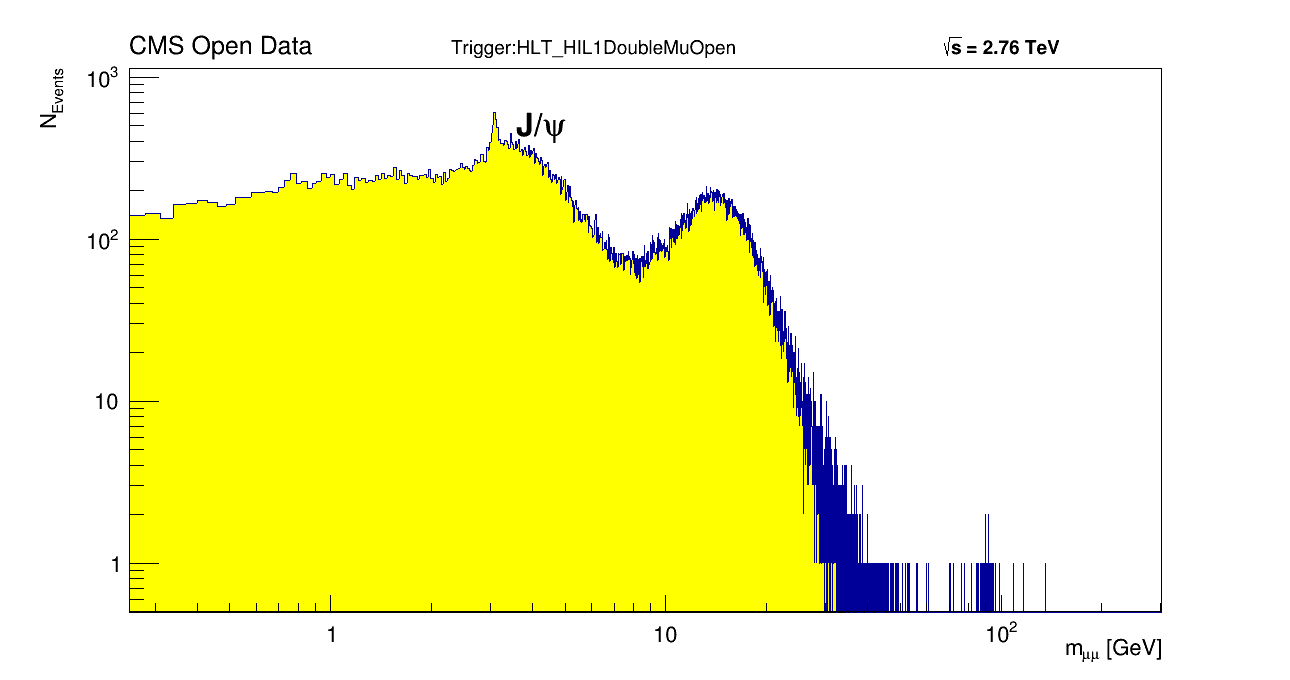 CMS Open Data Trigger:HLT_HIL1DoubleMuOpen √s = 2.76 TeV
N_Events
10³
10²
10
1
J/ψ
1 10 10²
m_μμ [GeV]